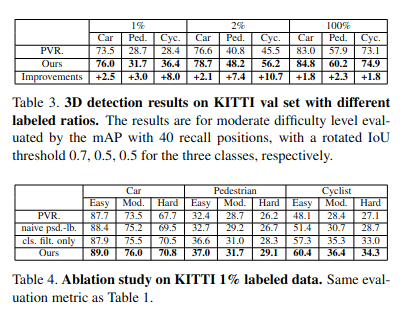 1% 2% 100%
Car Ped. Cyc. Car Ped. Cyc. Car Ped. Cyc.
PVR. 73.5 28.7 28.4 76.6 40.8 45.5 83.0 57.9 73.1
Ours 76.0 31.7 36.4 78.7 48.2 56.2 84.8 60.2 74.9
Improvements +2.5 +3.0 +8.0 +2.1 +7.4 +10.7 +1.8 +2.3 +1.8
Table 3. 3D detection results on KITTI val set with different
labeled ratios. The results are for moderate difficulty level eval-
uated by the mAP with 40 recall positions, with a rotated IoU
threshold 0.7, 0.5, 0.5 for the three classes, respectively.
Car Pedestrian Cyclist
Easy Mod. Hard Easy Mod. Hard Easy Mod. Hard
PVR. 87.7 73.5 67.7 32.4 28.7 26.2 48.1 28.4 27.1
naive psd.-lb. 88.4 75.2 69.5 32.7 29.2 26.7 51.4 30.7 28.7
cls. filt. only 87.9 75.5 70.5 36.6 31.0 28.3 57.3 35.3 33.0
Ours 89.0 76.0 70.8 37.0 31.7 29.1 60.4 36.4 34.3
Table 4. Ablation study on KITTI 1% labeled data. Same eval-
uation metric as Table 1.